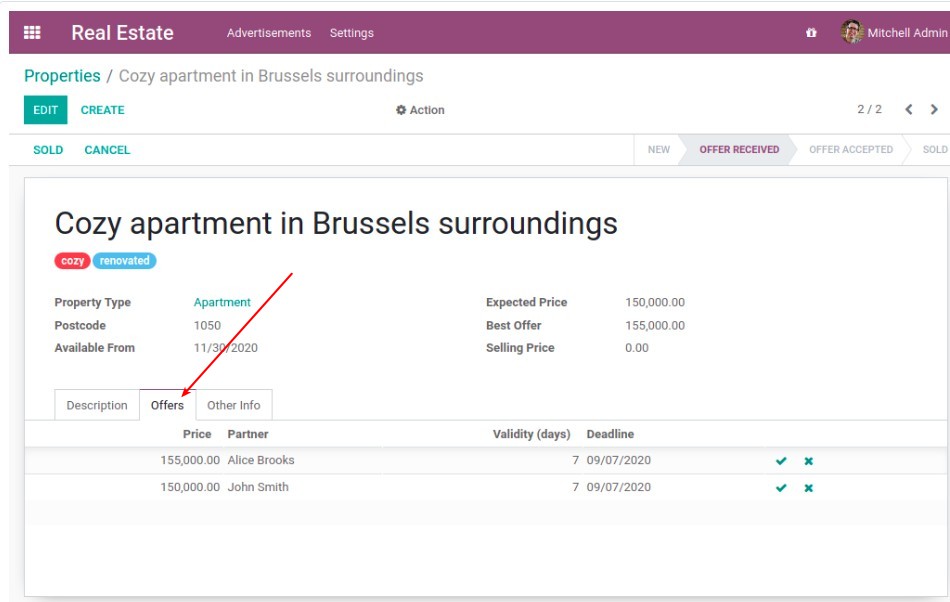 Real Estate Advertisements Settings Mitchell Admin
Properties / Cozy apartment in Brussels surroundings
EDIT CREATE Action 2 / 2
SOLD CANCEL NEW OFFER RECEIVED OFFER ACCEPTED SOLD
Cozy apartment in Brussels surroundings
cozy renovated
Property Type Apartment Expected Price 150,000.00
Postcode 1050 Best Offer 155,000.00
Available From 11/30/2020 Selling Price 0.00
Description Offers Other Info
Price Partner Validity (days) Deadline
155,000.00 Alice Brooks 7 09/07/2020
150,000.00 John Smith 7 09/07/2020